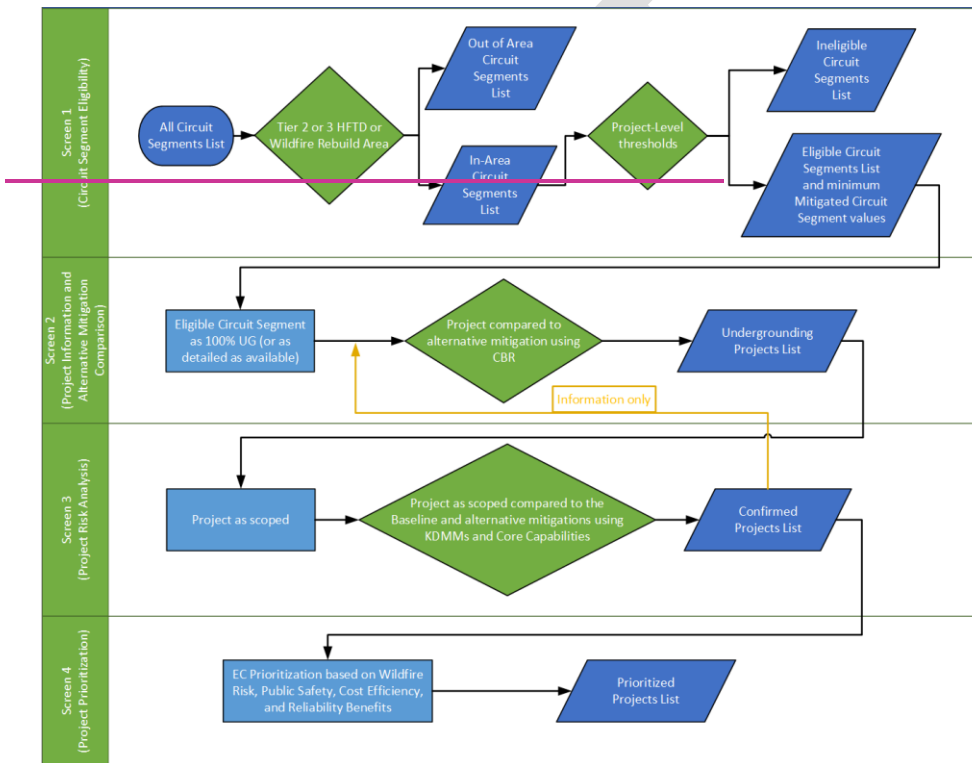 Screen 1
(Circuit Segment Eligibility)
All Circuit
Segments List
Tier 2 or 3 HFTD or
Wildfire Rebuild Area
Out of Area
Circuit
Segments
List
In-Area
Circuit
Segments
List
Project-Level
thresholds
Ineligible
Circuit
Segments
List
Eligible Circuit
Segments List
and minimum
Mitigated Circuit
Segment values
Screen 2
(Project Information and
Alternative Mitigation
Comparison)
Eligible Circuit Segment
as 100% UG (or as
detailed as available)
Project compared to
alternative mitigation using
CBR
Undergrounding
Projects List
Information only
Screen 3
(Project Risk Analysis)
Project as scoped
Project as scoped compared to the
Baseline and alternative mitigations using
KDMMs and Core Capabilities
Confirmed
Projects List
Screen 4
(Project Prioritization)
EC Prioritization based on Wildfire
Risk, Public Safety, Cost Efficiency,
and Reliability Benefits
Prioritized
Projects List